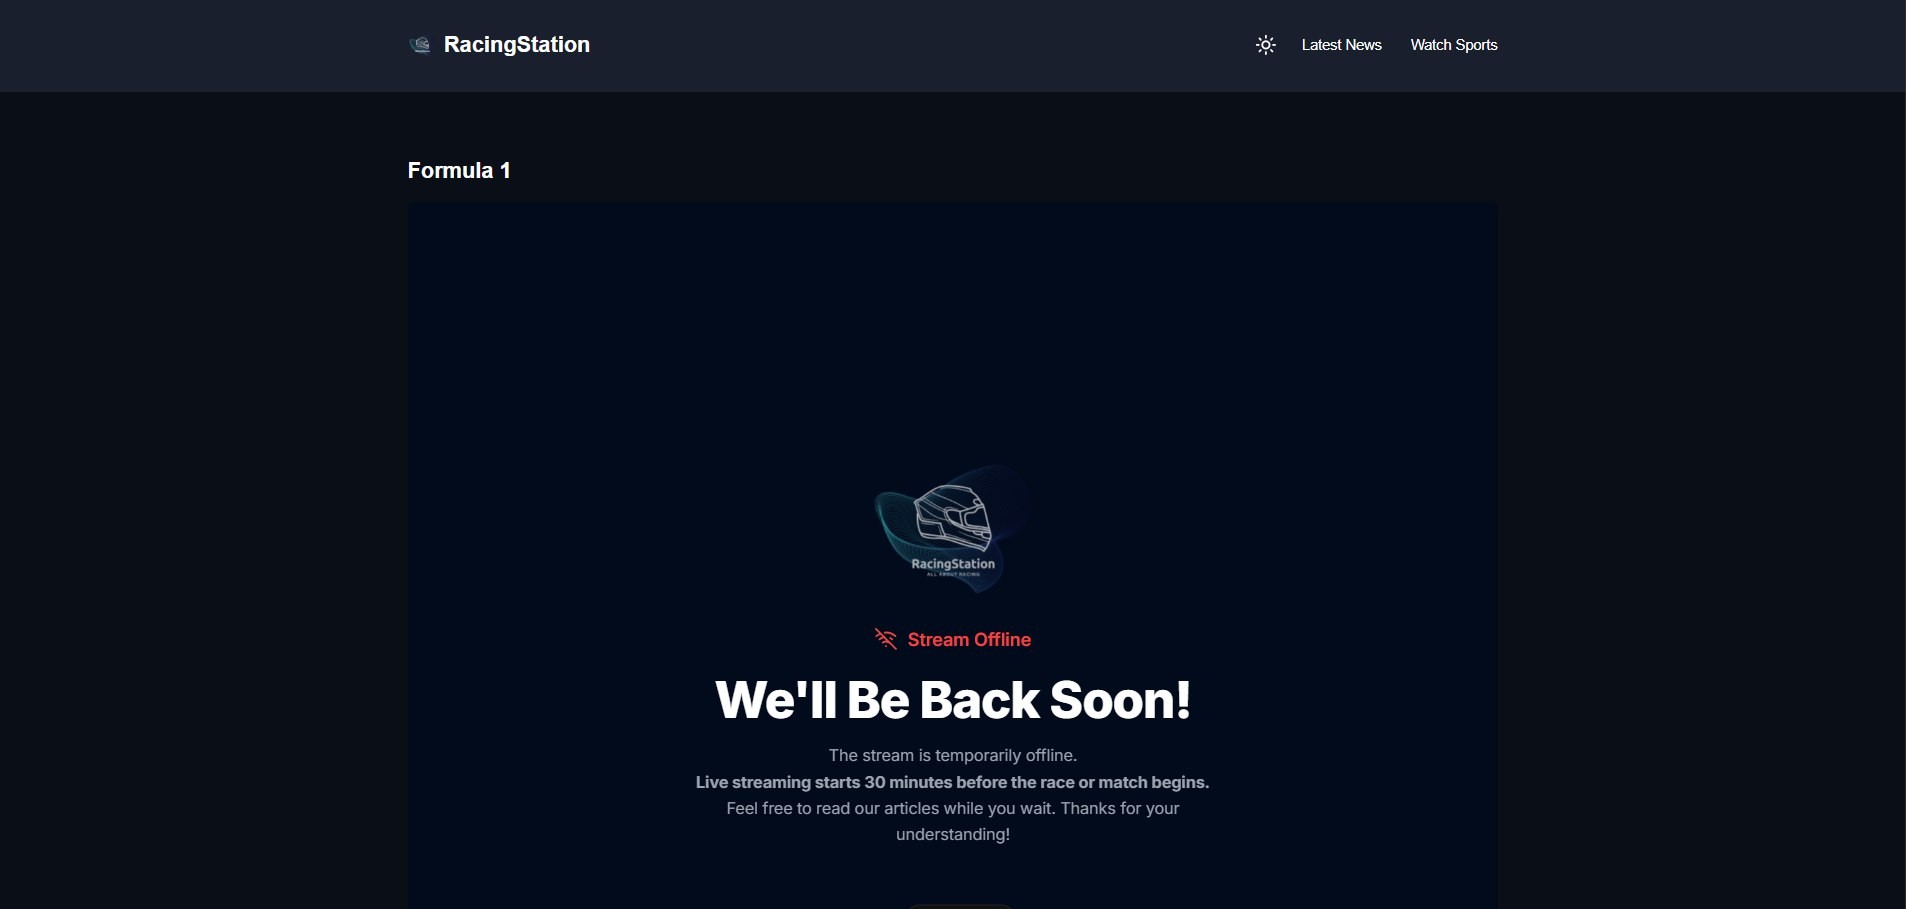 RacingStation
Latest News
Watch Sports
Formula 1
RacingStation
ALL ABOUT RACING
Stream Offline
We'll Be Back Soon!
The stream is temporarily offline.
Live streaming starts 30 minutes before the race or match begins.
Feel free to read our articles while you wait. Thanks for your
understanding!